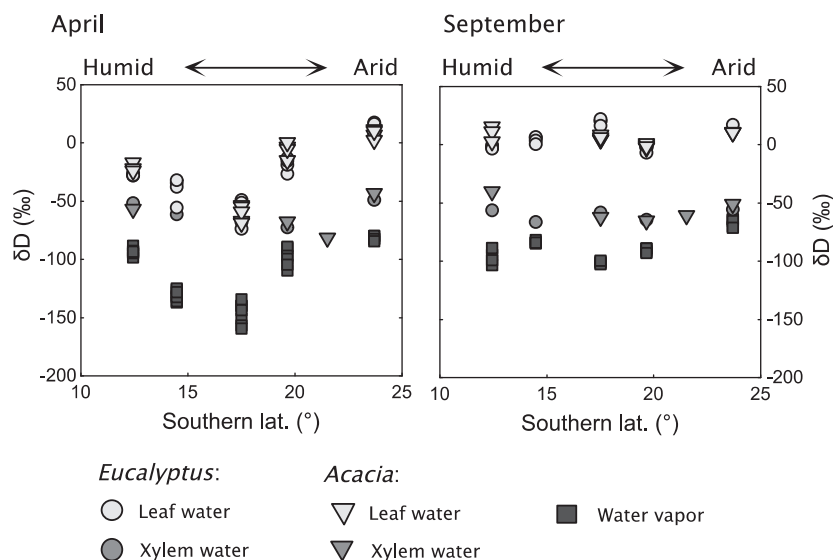 April
September
Humid Arid
Humid Arid
50
0
-50
-100
-150
-200
δD (‰)
10 15 20 25
Southern lat. (°)
50
0
-50
-100
-150
-200
δD (‰)
10 15 20 25
Southern lat. (°)
Eucalyptus: Acacia:
Leaf water Leaf water Water vapor
Xylem water Xylem water